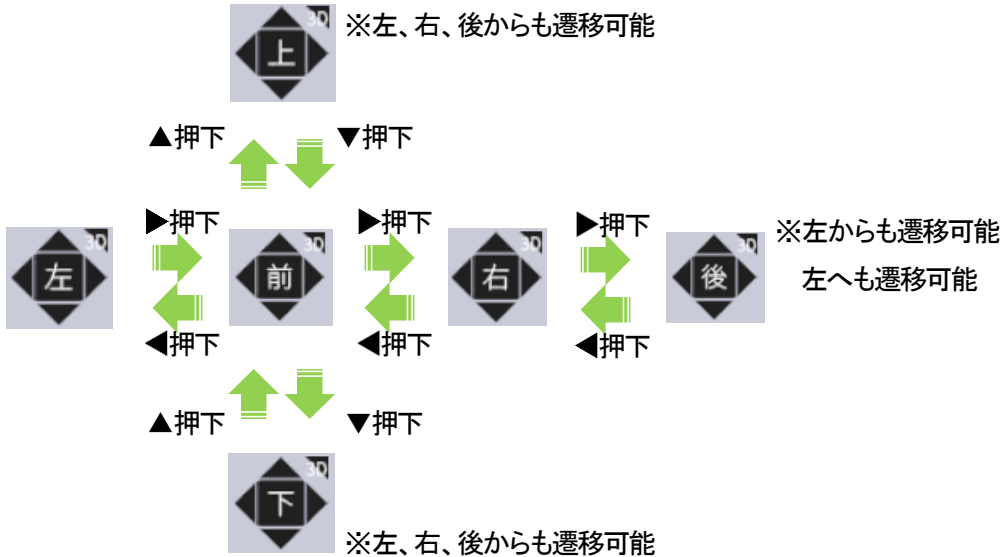 3D
上
※左、右、後からも遷移可能
▲押下
▼押下
▶押下
▶押下
▶押下
3D
左
3D
前
3D
右
3D
後
※左からも遷移可能
左へも遷移可能
◀押下
◀押下
◀押下
▲押下
▼押下
3D
下
※左、右、後からも遷移可能